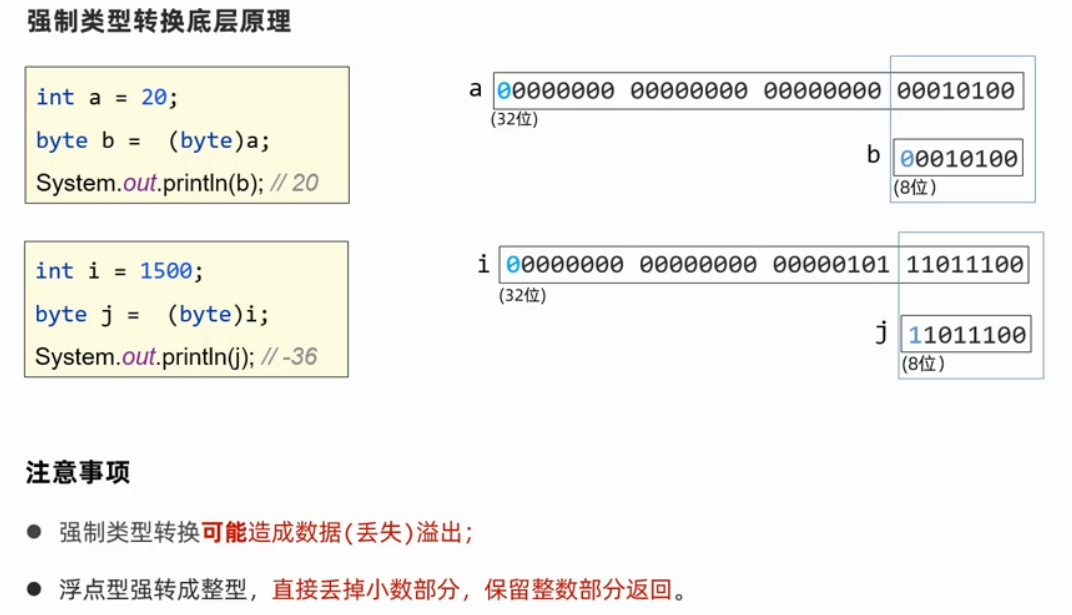 强制类型转换底层原理
int a = 20;
byte b = (byte)a;
System.out.println(b); // 20
a 00000000 00000000 00000000 00010100
(32位)
b 00010100
(8位)
int i = 1500;
byte j = (byte)i;
System.out.println(j); // -36
i 00000000 00000000 00000101 11011100
(32位)
j 11011100
(8位)
注意事项
● 强制类型转换可能造成数据(丢失)溢出;
● 浮点型强转成整型，直接丢掉小数部分，保留整数部分返回。